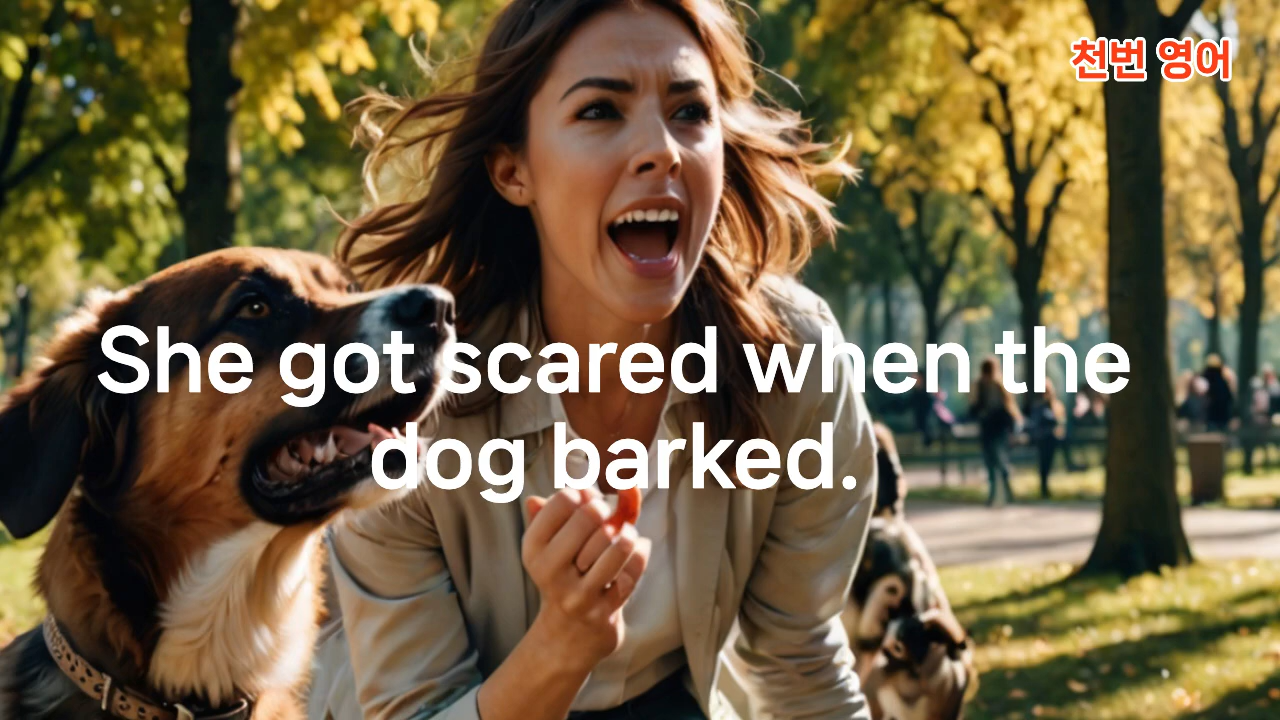 천번 영어
She got scared when the
dog barked.